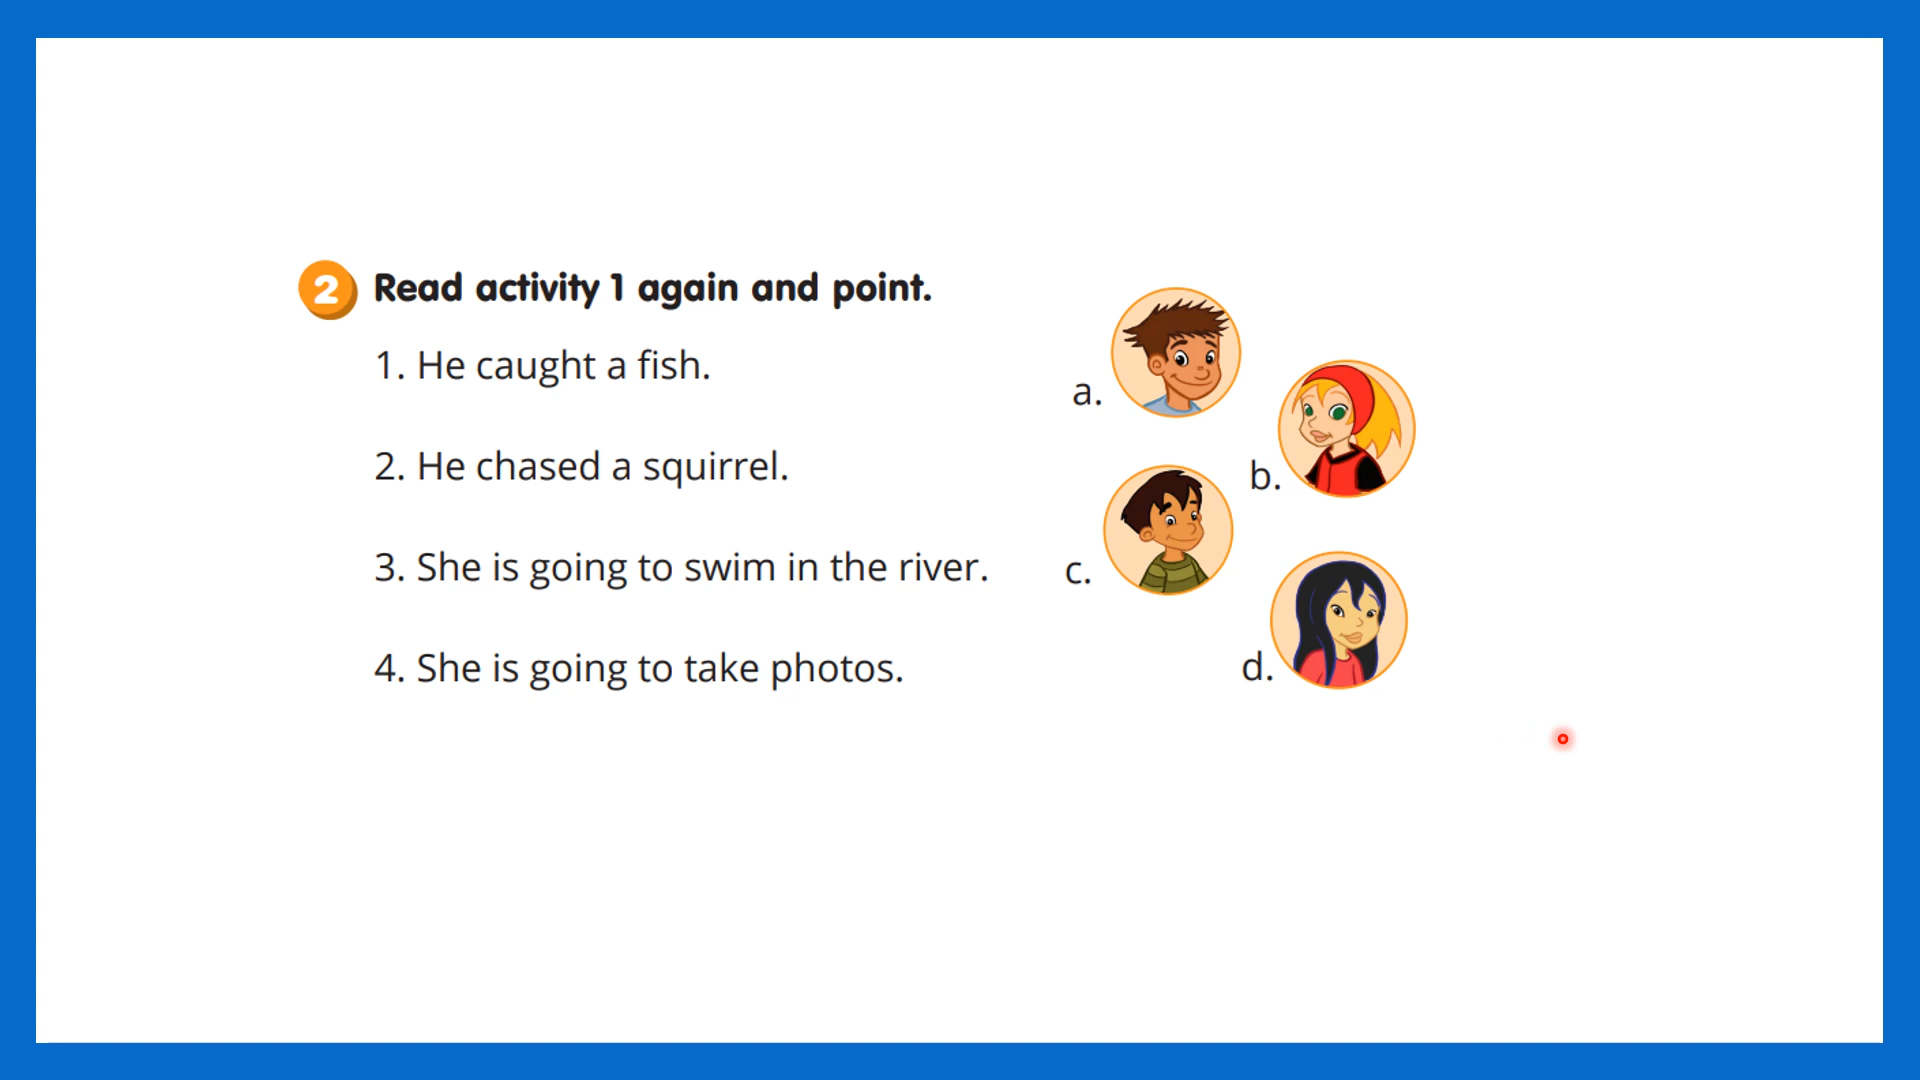 2 Read activity 1 again and point.
1. He caught a fish.
2. He chased a squirrel.
3. She is going to swim in the river.
4. She is going to take photos.
a.
b.
c.
d.